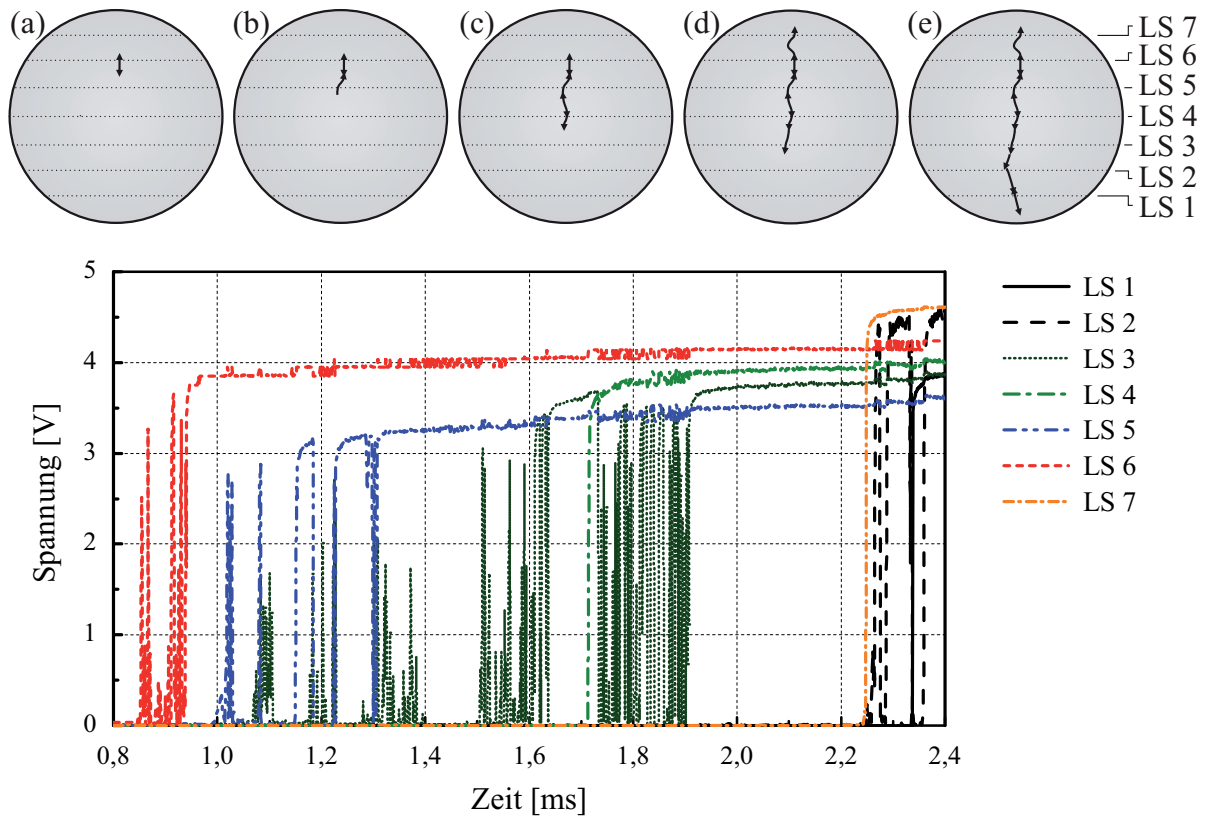 (a)
(b)
(c)
(d)
(e)
LS 7
LS 6
LS 5
LS 4
LS 3
LS 2
LS 1
5
4
3
2
1
0
Spannung [V]
0,8
1,0
1,2
1,4
1,6
1,8
2,0
2,2
2,4
Zeit [ms]
LS 1
LS 2
LS 3
LS 4
LS 5
LS 6
LS 7